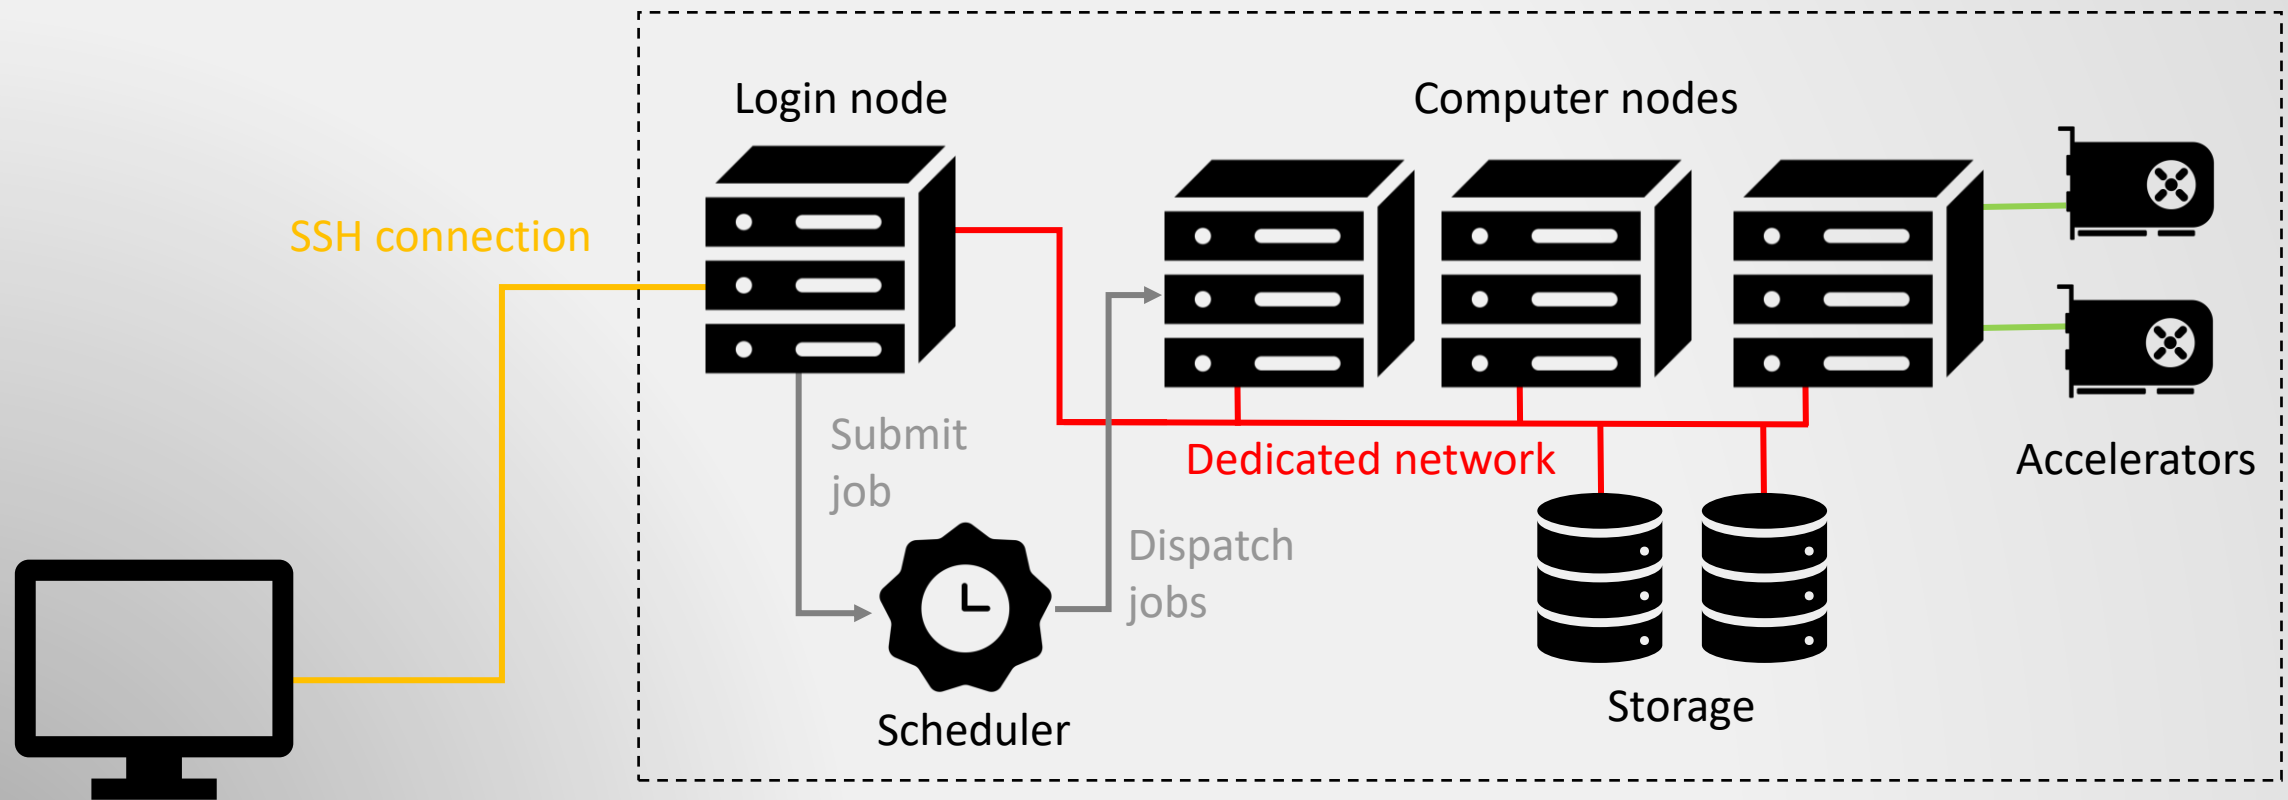 Login node
Computer nodes
SSH connection
Submit
job
Dedicated network
Accelerators
Dispatch
jobs
Storage
Scheduler